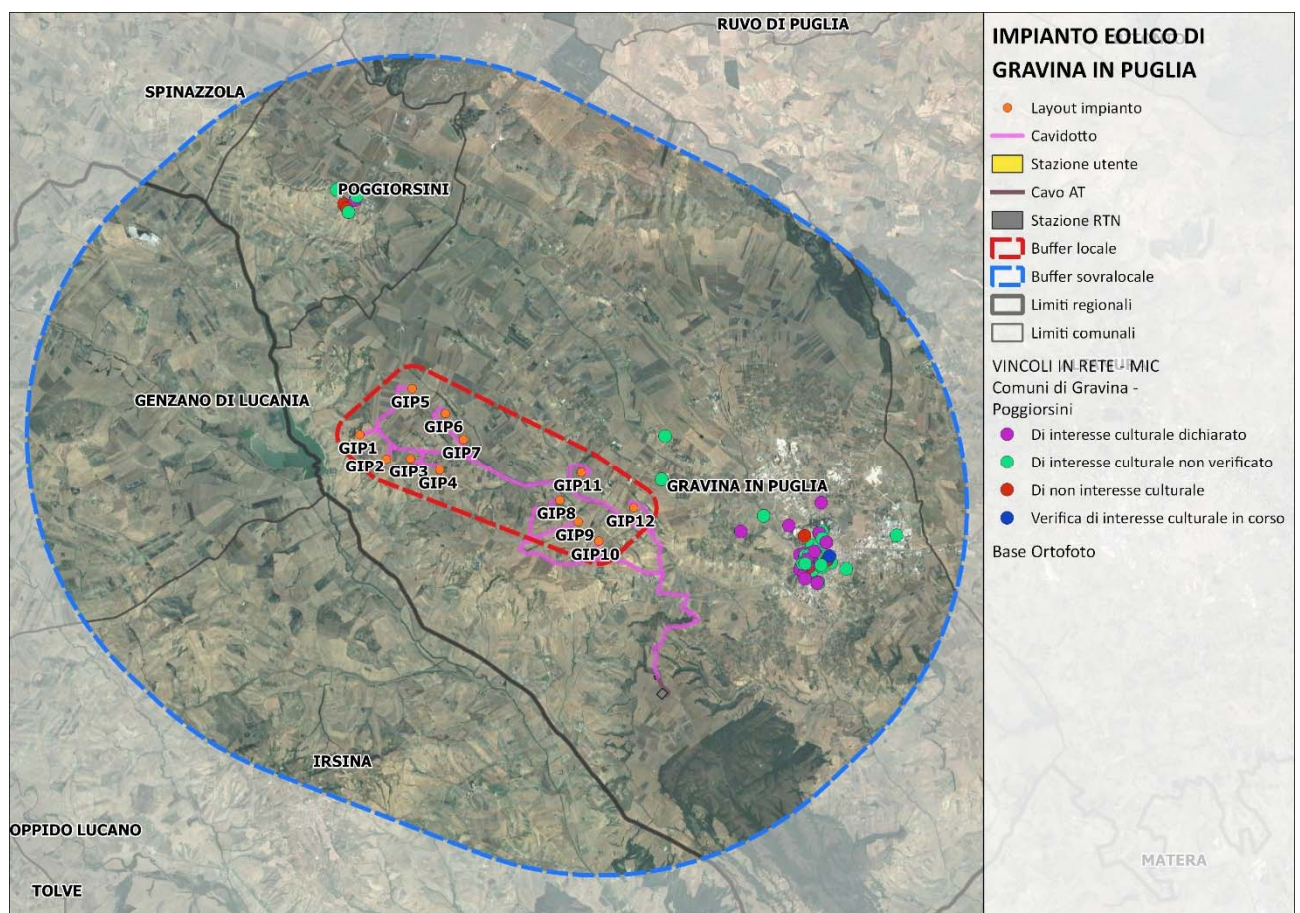 RUVO DI PUGLIA
SPINAZZOLA
POGGIORSINI
GENZANO DI LUCANIA
GIP5
GIP6
GIP1
GIP7
GIP2
GIP3
GIP4
GIP11
GRAVINA IN PUGLIA
GIP8
GIP12
GIP9
GIP10
IRSINA
OPPIDO LUCANO
TOLVE
IMPIANTO EOLICO DI
GRAVINA IN PUGLIA
Layout impianto
Cavidotto
Stazione utente
Cavo AT
Stazione RTN
Buffer locale
Buffer sovralocale
Limiti regionali
Limiti comunali
VINCOLI IN RETE - MIC
Comuni di Gravina -
Poggiorsini
Di interesse culturale dichiarato
Di interesse culturale non verificato
Di non interesse culturale
Verifica di interesse culturale in corso
Base Ortofoto
MATERA